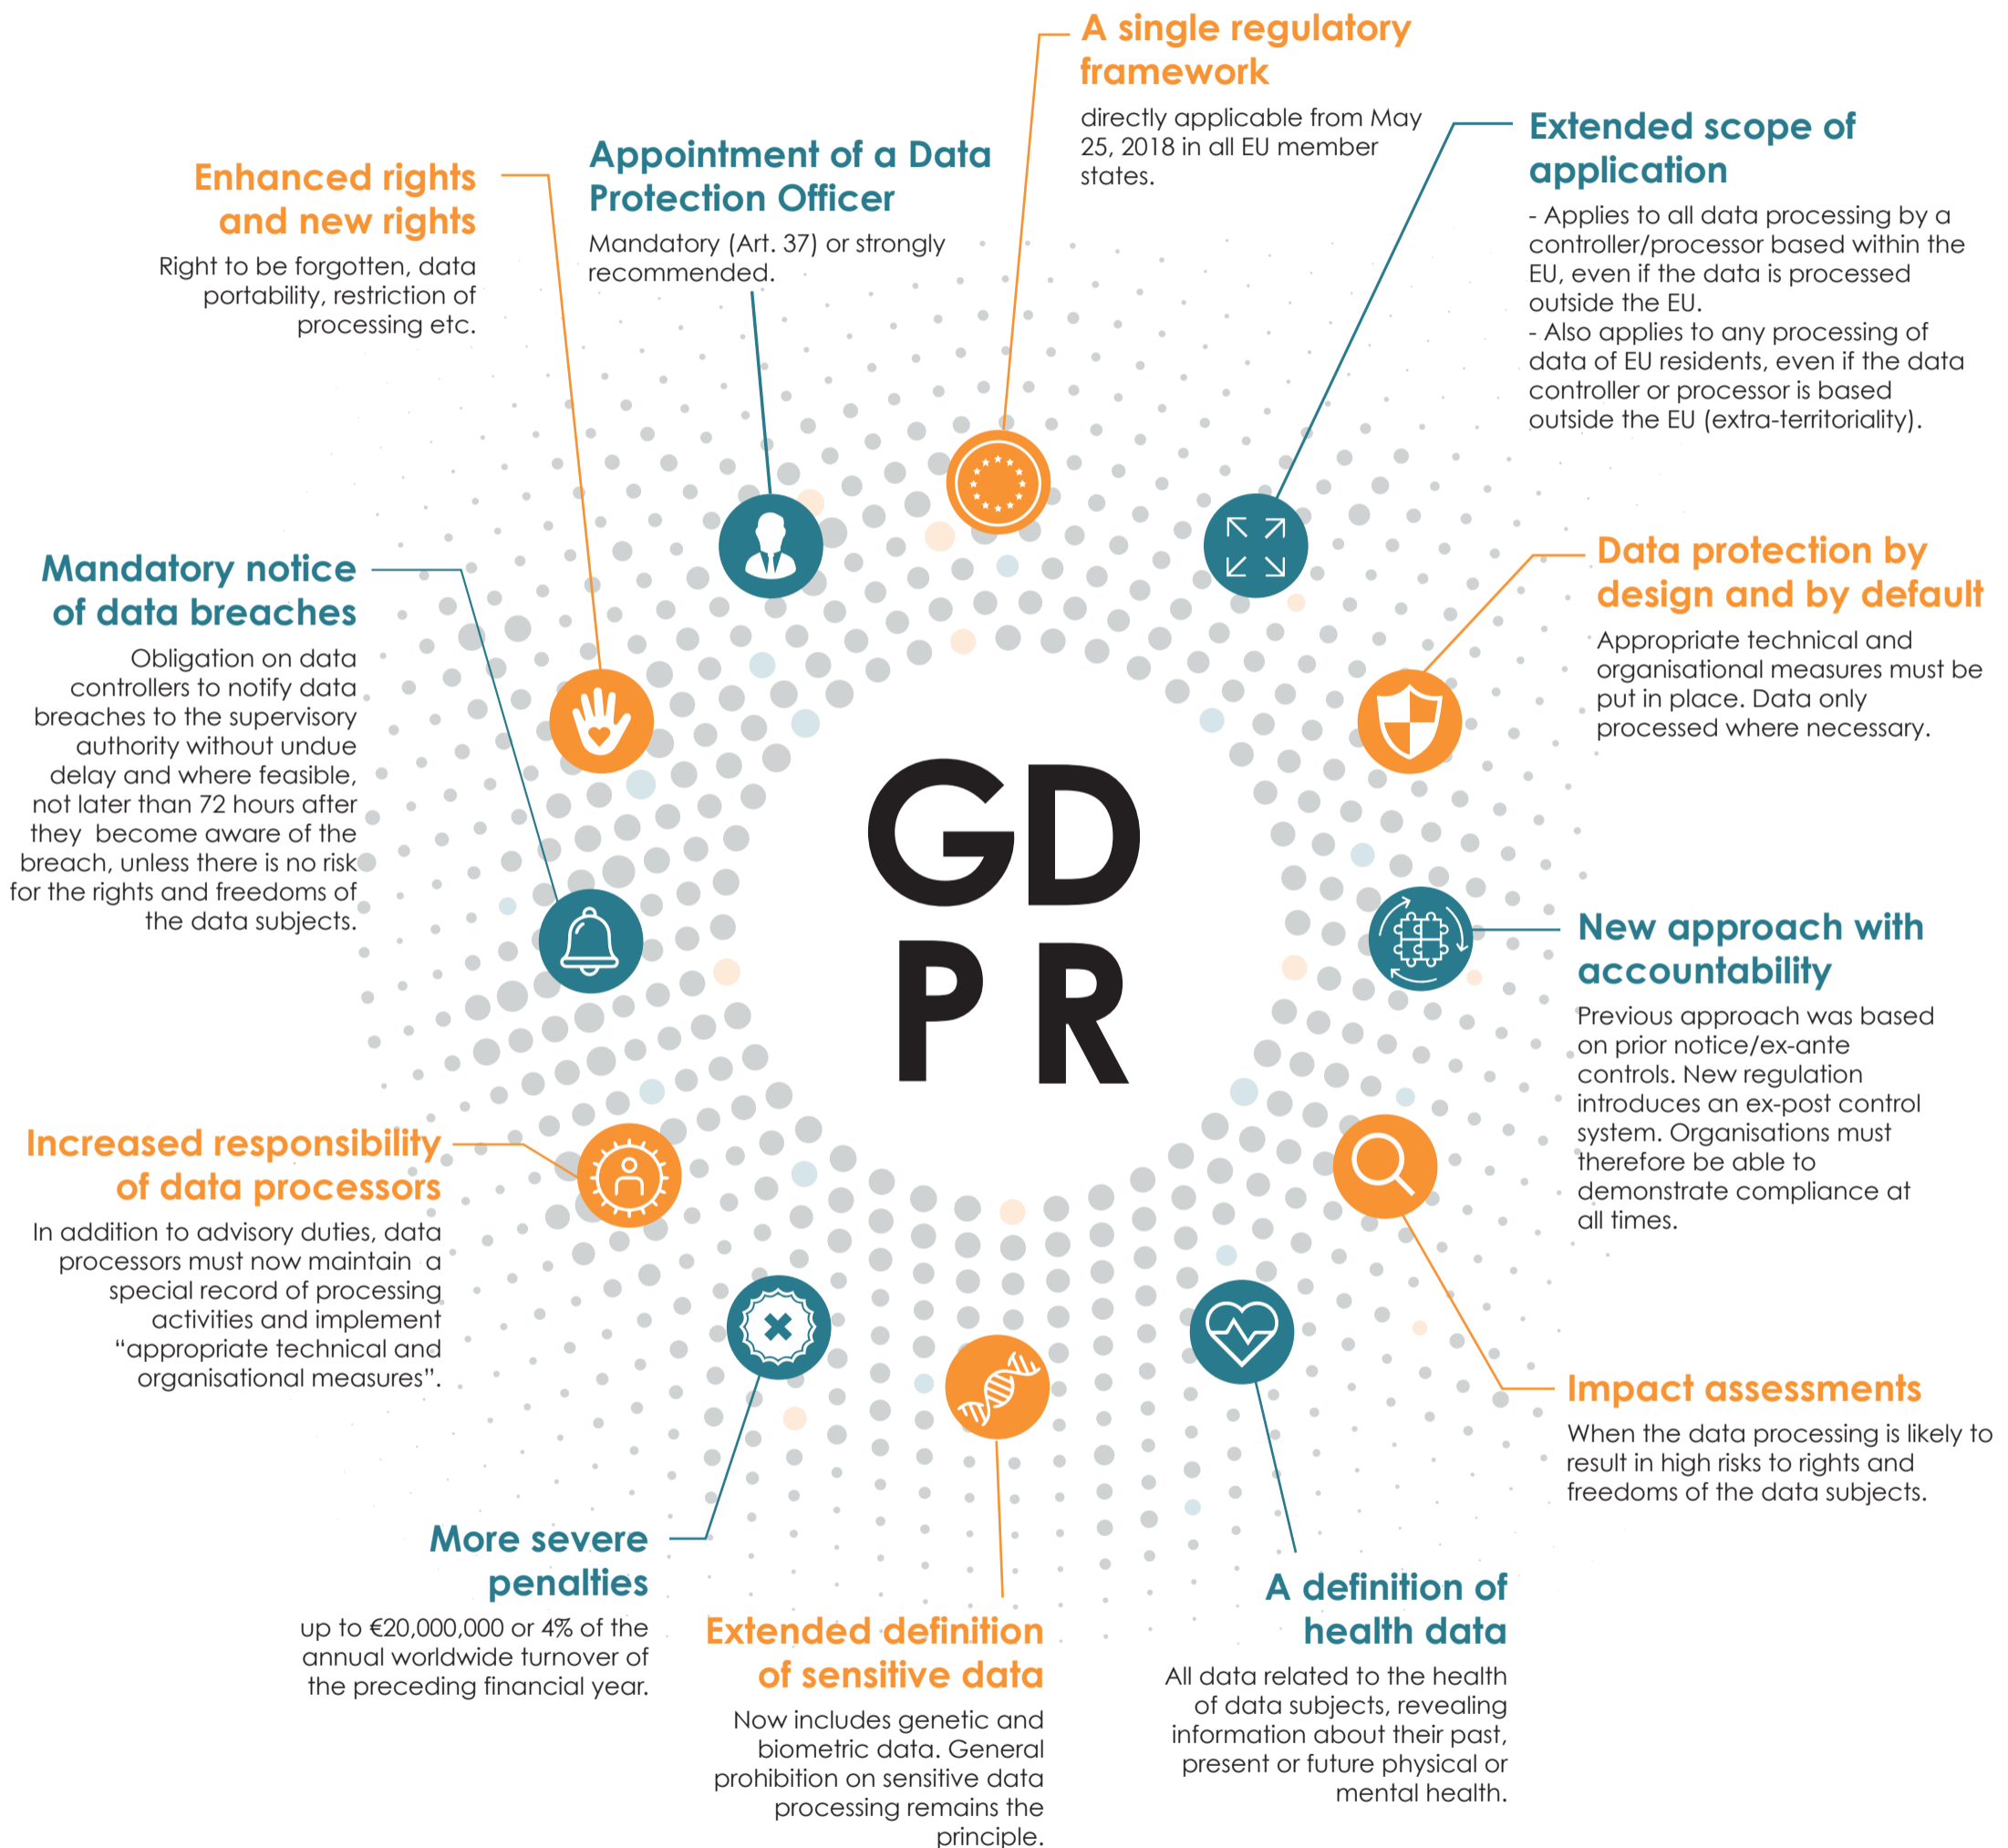 A single regulatory
framework
directly applicable from May
25, 2018 in all EU member
states.
Extended scope of
application
- Applies to all data processing by a
controller/processor based within the
EU, even if the data is processed
outside the EU.
- Also applies to any processing of
data of EU residents, even if the data
controller or processor is based
outside the EU (extra-territoriality).
Data protection by
design and by default
Appropriate technical and
organisational measures must be
put in place. Data only
processed where necessary.
New approach with
accountability
Previous approach was based
on prior notice/ex-ante
controls. New regulation
introduces an ex-post control
system. Organisations must
therefore be able to
demonstrate compliance at
all times.
Impact assessments
When the data processing is likely to
result in high risks to rights and
freedoms of the data subjects.
A definition of
health data
All data related to the health
of data subjects, revealing
information about their past,
present or future physical or
mental health.
Extended definition
of sensitive data
Now includes genetic and
biometric data. General
prohibition on sensitive data
processing remains the
principle.
More severe
penalties
up to €20,000,000 or 4% of the
annual worldwide turnover of
the preceding financial year.
Increased responsibility
of data processors
In addition to advisory duties, data
processors must now maintain a
special record of processing
activities and implement
“appropriate technical and
organisational measures”.
Mandatory notice
of data breaches
Obligation on data
controllers to notify data
breaches to the supervisory
authority without undue
delay and where feasible,
not later than 72 hours after
they become aware of the
breach, unless there is no risk
for the rights and freedoms of
the data subjects.
Enhanced rights
and new rights
Right to be forgotten, data
portability, restriction of
processing etc.
Appointment of a Data
Protection Officer
Mandatory (Art. 37) or strongly
recommended.
GD
PR